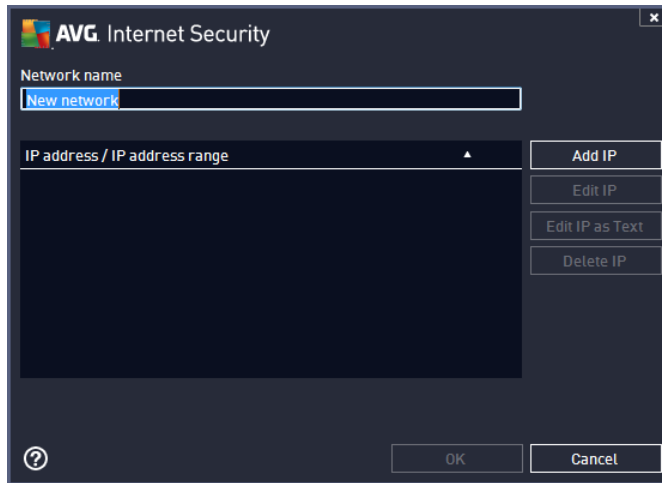 AVG. Internet Security
x
Network name
New network
IP address / IP address range ▲
Add IP
Edit IP
Edit IP as Text
Delete IP
?
OK
Cancel